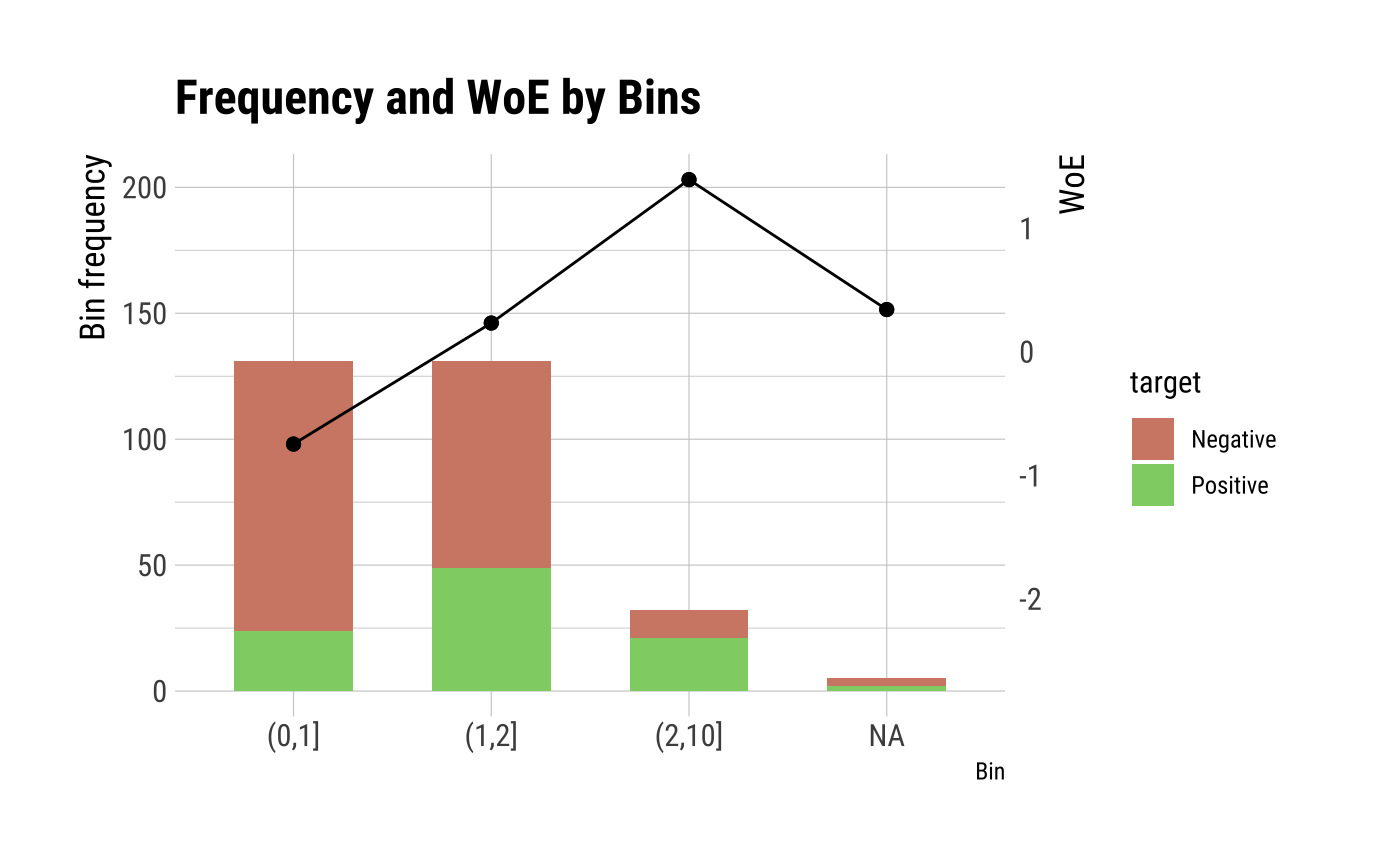 Frequency and WoE by Bins
Bin frequency
200
150
100
50
0
WoE
1
0
-1
-2
(0,1]
(1,2]
(2,10]
NA
Bin
target
Negative
Positive